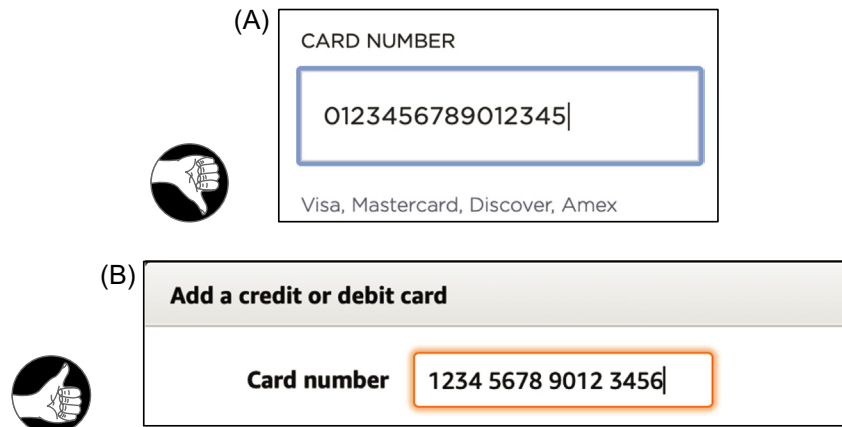 (A)
CARD NUMBER
0123456789012345
Visa, Mastercard, Discover, Amex
(B)
Add a credit or debit card
Card number 1234 5678 9012 3456